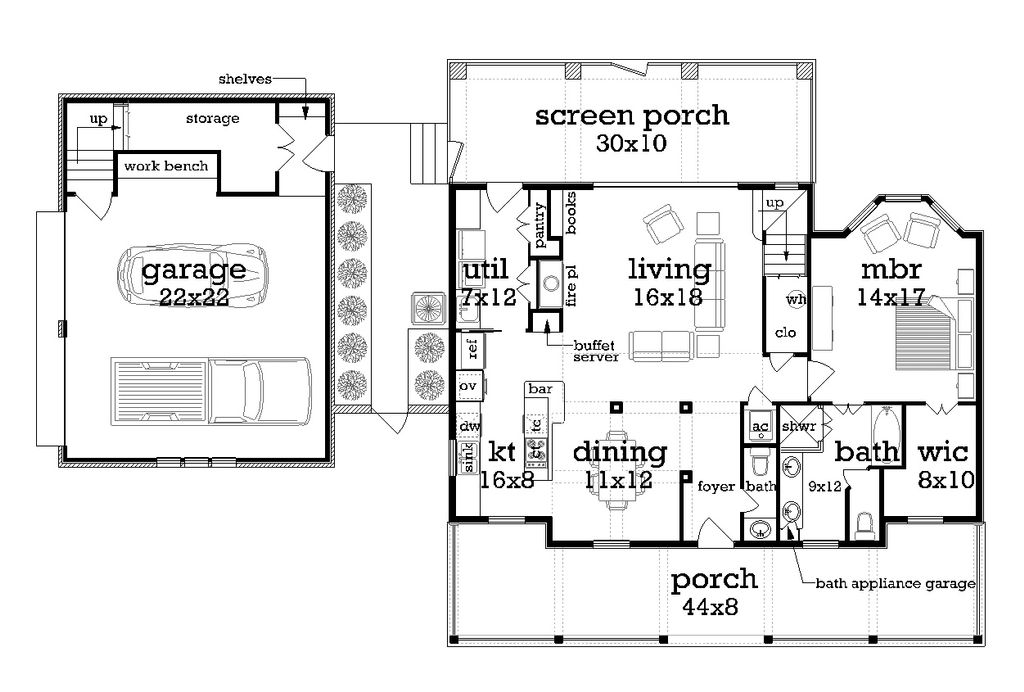 shelves
up
storage
work bench
garage
22x22
screen porch
30x10
util
7x12
pantry
books
fire pl
living
16x18
up
wh
clo
mbr
14x17
buffet
server
ref
ov
dw
sink
bar
tc
ct
kt
16x8
dining
11x12
ac
shwr
foyer
bath
9x12
bath
wic
8x10
porch
44x8
bath appliance garage